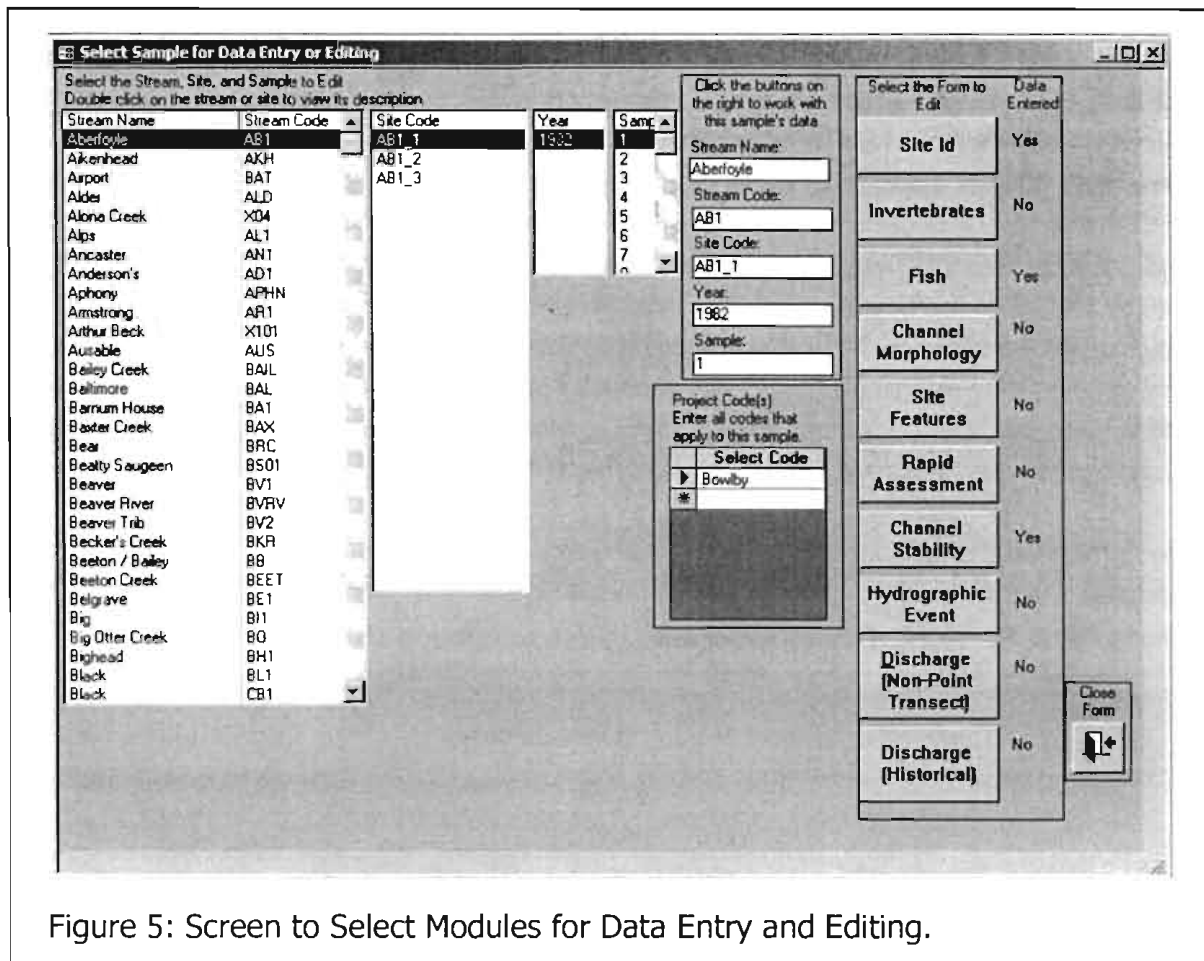 Select Sample for Data Entry or Editing
Select the Stream, Site, and Sample to Edit
Double click on the stream or site to view its description
Stream Name Stream Code
Aberfoyle AB1
Aikenhead AKH
Airport BAT
Alder ALD
Alona Creek X04
Alps AL1
Ancaster AN1
Anderson's AD1
Aphony APHN
Armstrong AR1
Arthur Beck X101
Ausable AUS
Bailey Creek BAIL
Baltimore BAL
Barnum House BA1
Baxter Creek BAX
Bear BRC
Beatty Saugeen BS01
Beaver BV1
Beaver River BVRV
Beaver Trib BV2
Becker's Creek BKR
Beeton / Bailey BB
Beeton Creek BEET
Belgrave BE1
Big BI1
Big Otter Creek BO
Bighead BH1
Black BL1
Black CB1
Site Code
AB1_1
AB1_2
AB1_3
Year
1982
Samp
1
2
3
4
5
6
7
Click the buttons on
the right to work with
this sample's data
Stream Name:
Aberfoyle
Stream Code:
AB1
Site Code:
AB1_1
Year:
1982
Sample:
1
Project Code(s)
Enter all codes that
apply to this sample.
Select Code
Bowlby
Select the Form to
Edit
Data
Entered
Site Id Yes
Invertebrates No
Fish Yes
Channel
Morphology
No
Site
Features
No
Rapid
Assessment
No
Channel
Stability
Yes
Hydrographic
Event
No
Discharge
(Non-Point
Transect)
No
Discharge
(Historical)
No
Close
Form
Figure 5: Screen to Select Modules for Data Entry and Editing.